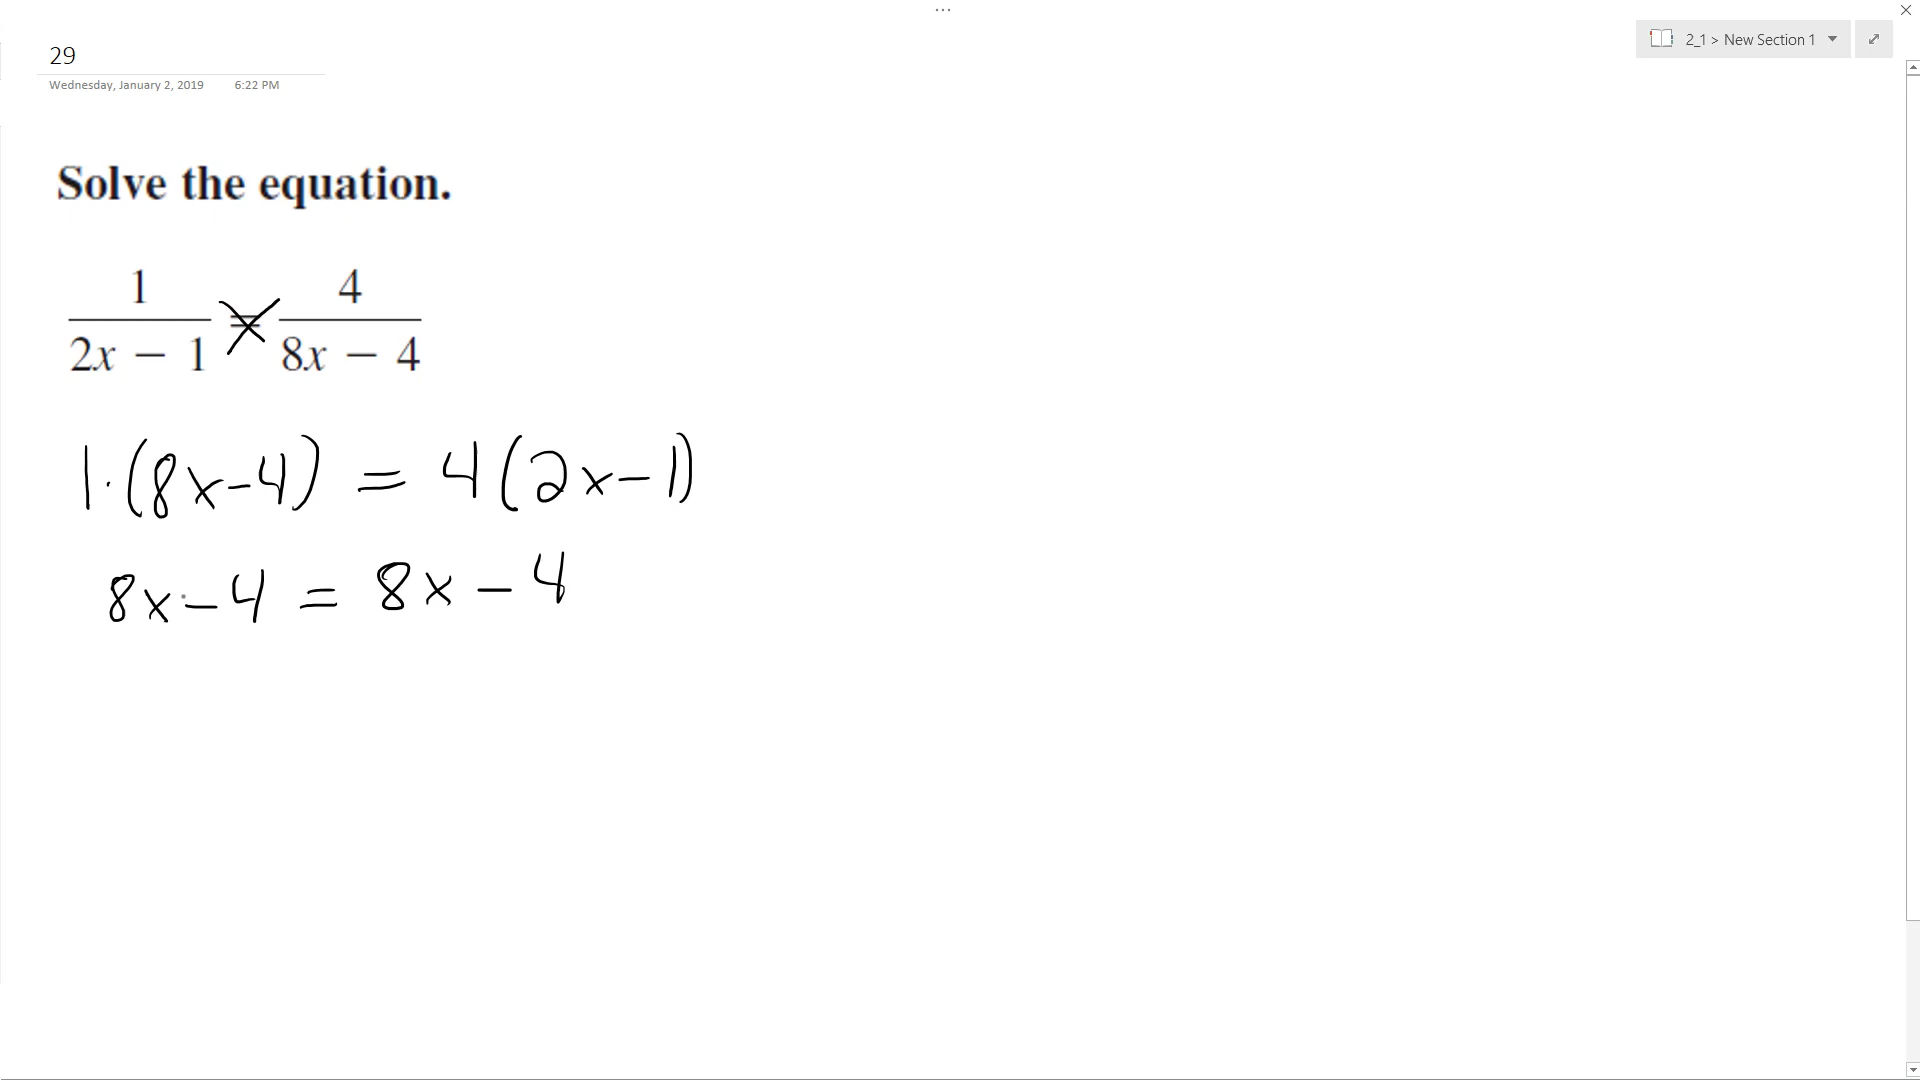 ...
2_1 > New Section 1
29
Wednesday, January 2, 2019 6:22 PM
Solve the equation.
1/(2x − 1) = 4/(8x − 4)
1·(8x−4) = 4(2x−1)
8x−4 = 8x−4